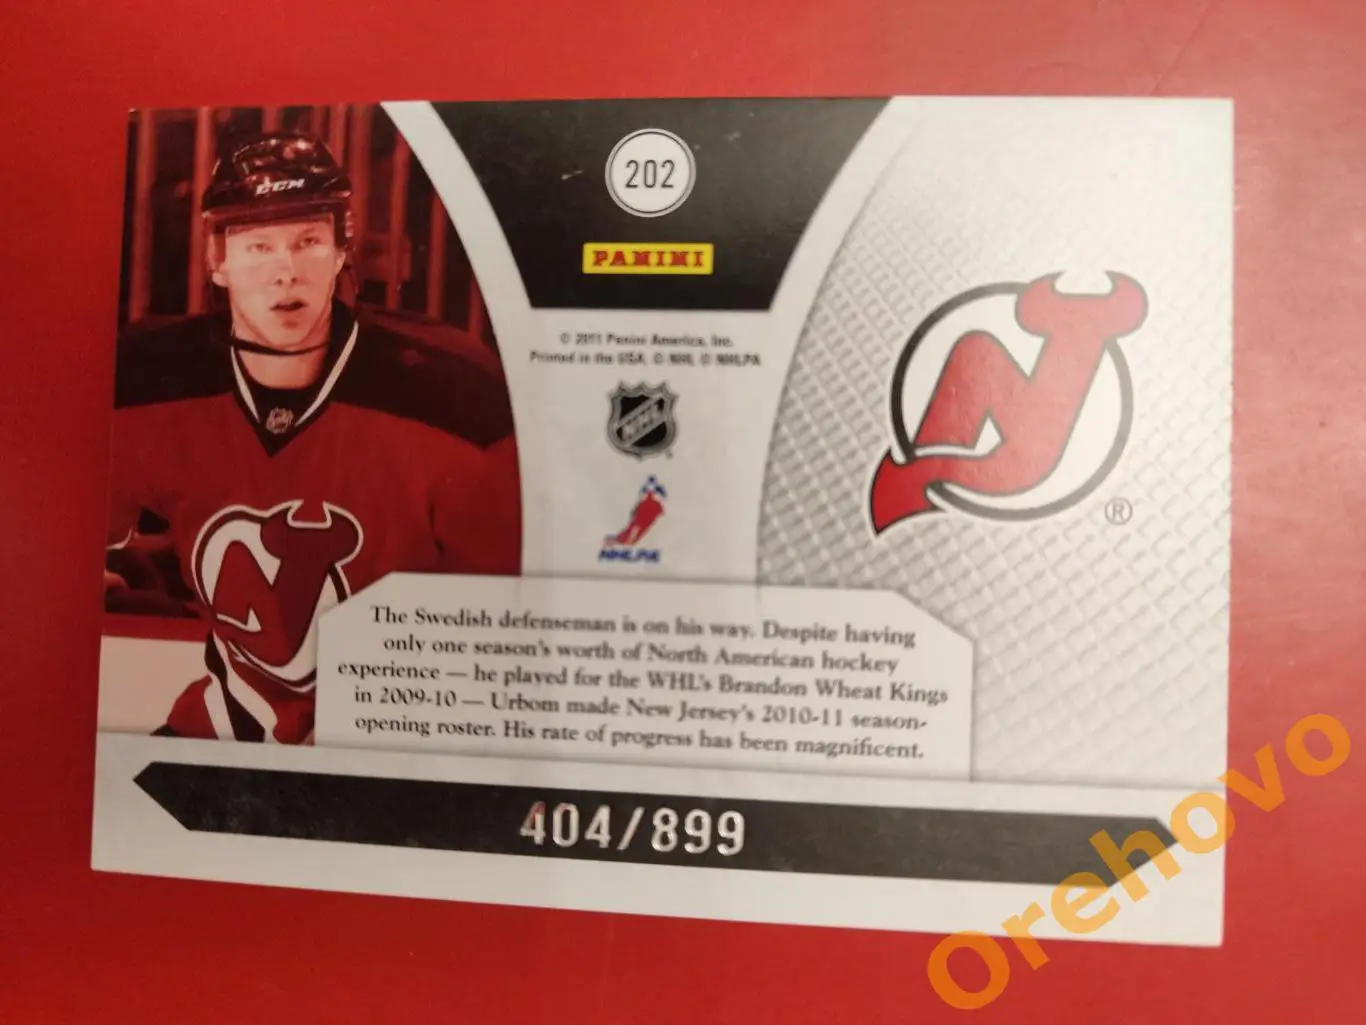 202
PANINI
CCM
© 2011 Panini America, Inc.
Printed in the USA. © NHL © NHLPA
NHL
NHLPA
®
The Swedish defenseman is on his way. Despite having
only one season's worth of North American hockey
experience — he played for the WHL's Brandon Wheat Kings
in 2009-10 — Urbom made New Jersey's 2010-11 season-
opening roster. His rate of progress has been magnificent.
404/899
Orehovo